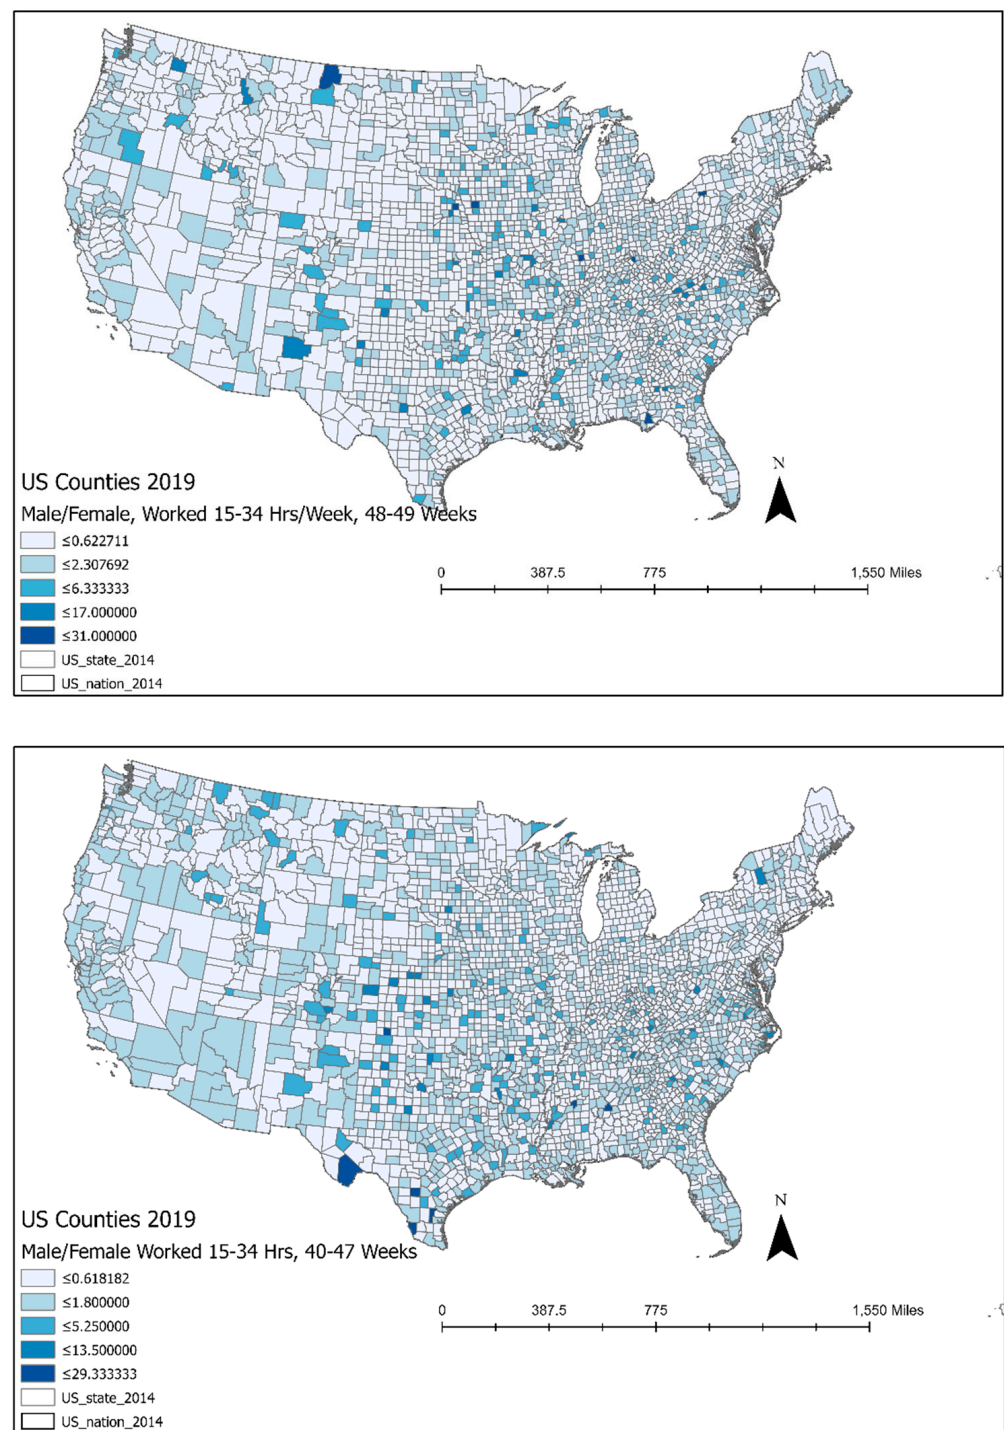 N
US Counties 2019
Male/Female, Worked 15-34 Hrs/Week, 48-49 Weeks
≤0.622711
≤2.307692
≤6.333333
≤17.000000
≤31.000000
US_state_2014
US_nation_2014
0 387.5 775 1,550 Miles
N
US Counties 2019
Male/Female Worked 15-34 Hrs, 40-47 Weeks
≤0.618182
≤1.800000
≤5.250000
≤13.500000
≤29.333333
US_state_2014
US_nation_2014
0 387.5 775 1,550 Miles